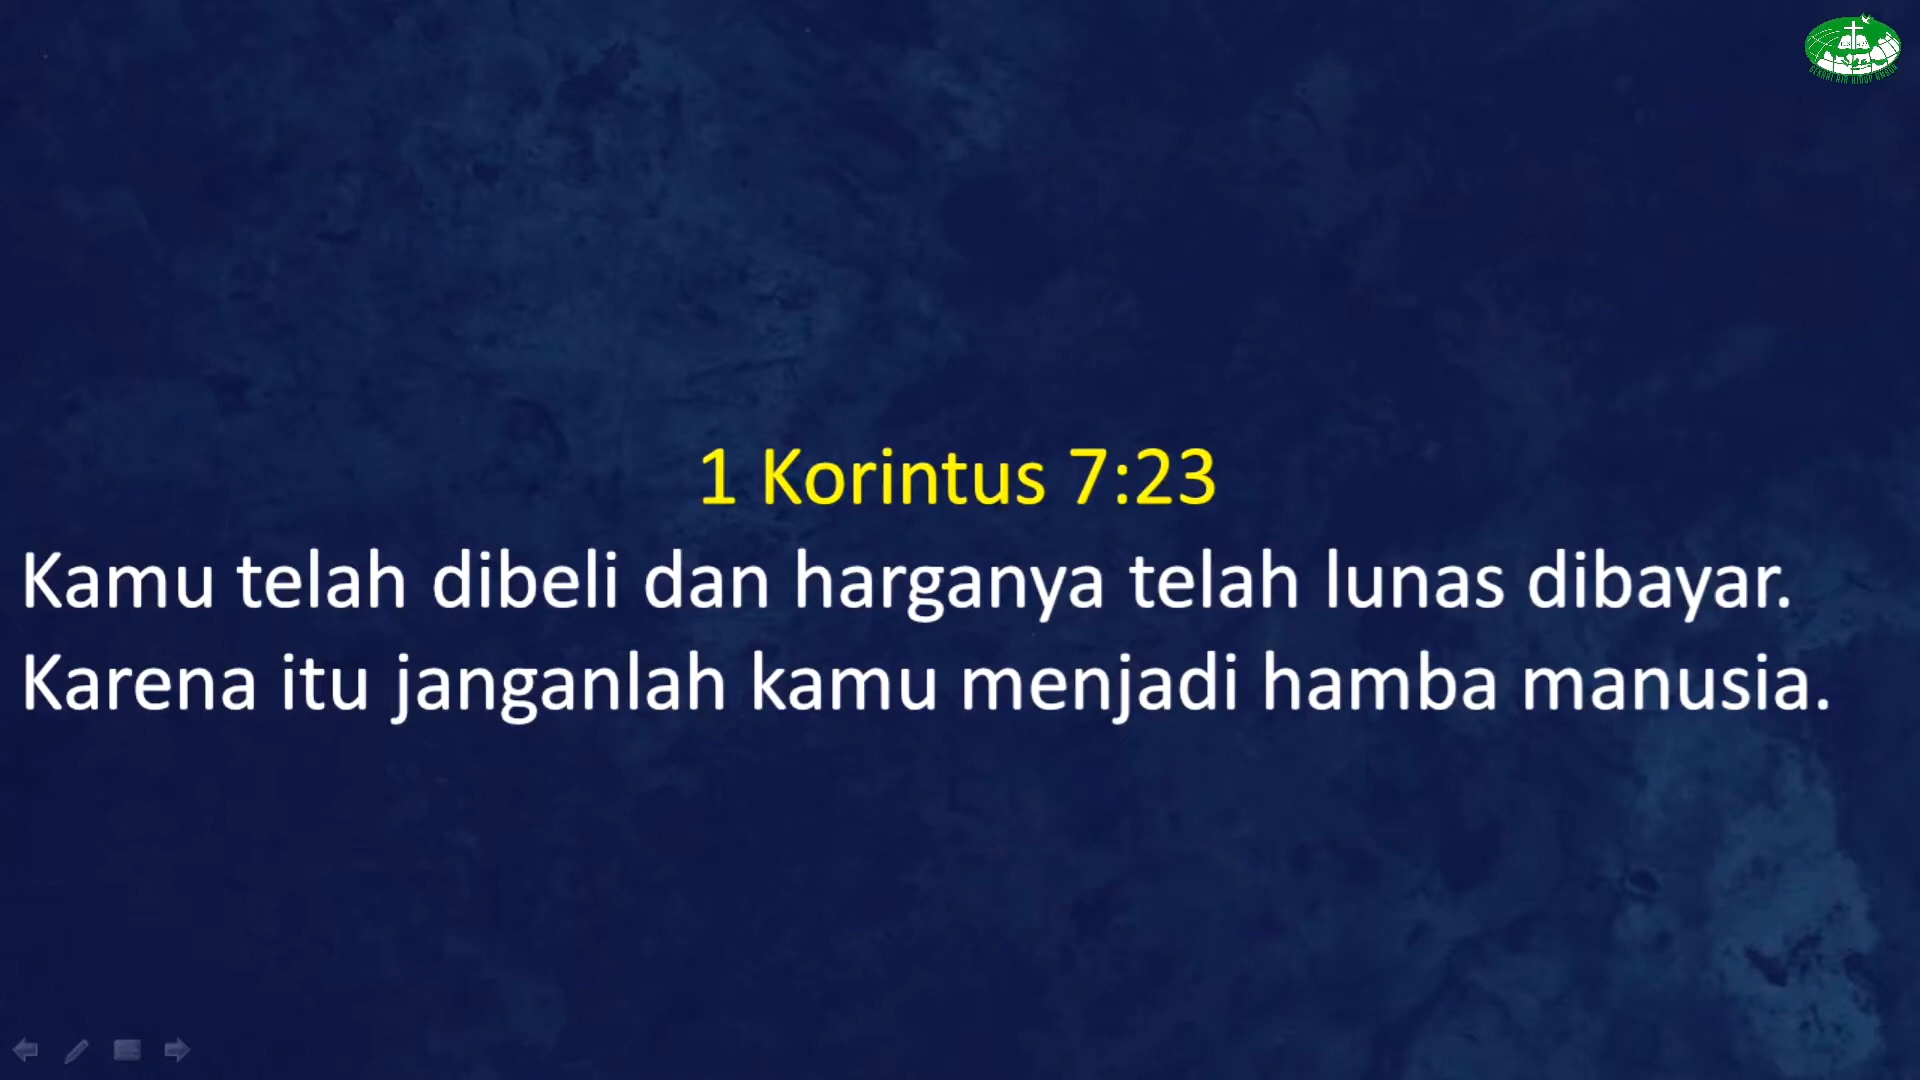 1 Korintus 7:23
Kamu telah dibeli dan harganya telah lunas dibayar.
Karena itu janganlah kamu menjadi hamba manusia.